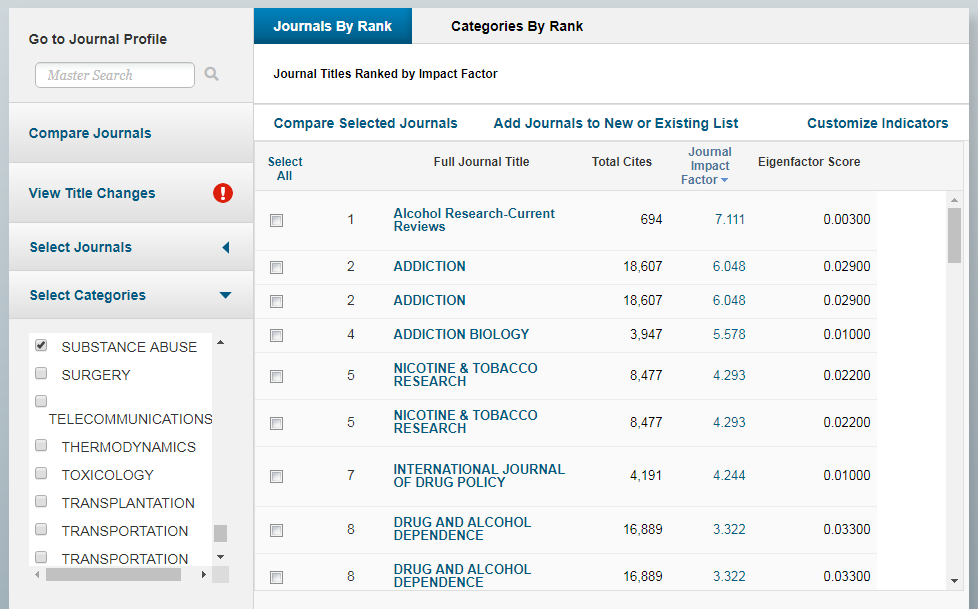 Go to Journal Profile
Master Search
Compare Journals
View Title Changes
Select Journals
Select Categories
SUBSTANCE ABUSE
SURGERY
TELECOMMUNICATIONS
THERMODYNAMICS
TOXICOLOGY
TRANSPLANTATION
TRANSPORTATION
TRANSPORTATION
Journals By Rank Categories By Rank
Journal Titles Ranked by Impact Factor
Compare Selected Journals Add Journals to New or Existing List Customize Indicators
Select
All
Full Journal Title
Total Cites
Journal
Impact
Factor
Eigenfactor Score
1 Alcohol Research-Current
Reviews
694 7.111 0.00300
2 ADDICTION 18,607 6.048 0.02900
2 ADDICTION 18,607 6.048 0.02900
4 ADDICTION BIOLOGY 3,947 5.578 0.01000
5 NICOTINE & TOBACCO
RESEARCH
8,477 4.293 0.02200
5 NICOTINE & TOBACCO
RESEARCH
8,477 4.293 0.02200
7 INTERNATIONAL JOURNAL
OF DRUG POLICY
4,191 4.244 0.01000
8 DRUG AND ALCOHOL
DEPENDENCE
16,889 3.322 0.03300
8 DRUG AND ALCOHOL
DEPENDENCE
16,889 3.322 0.03300